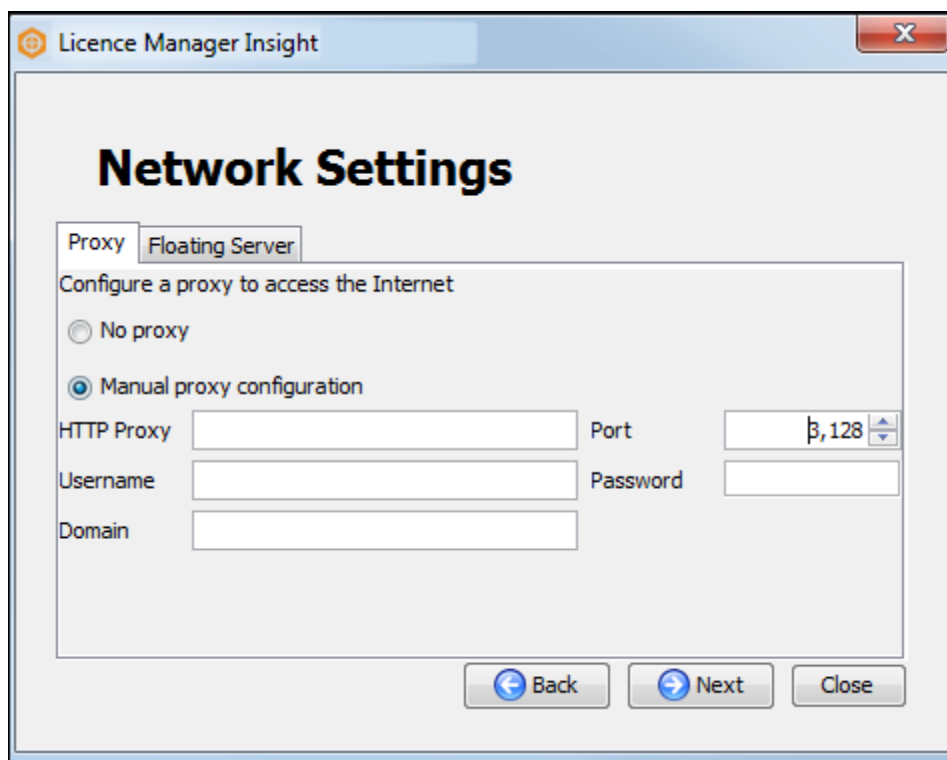 Licence Manager Insight
Network Settings
Proxy Floating Server
Configure a proxy to access the Internet
No proxy
Manual proxy configuration
HTTP Proxy Port 3,128
Username Password
Domain
Back Next Close